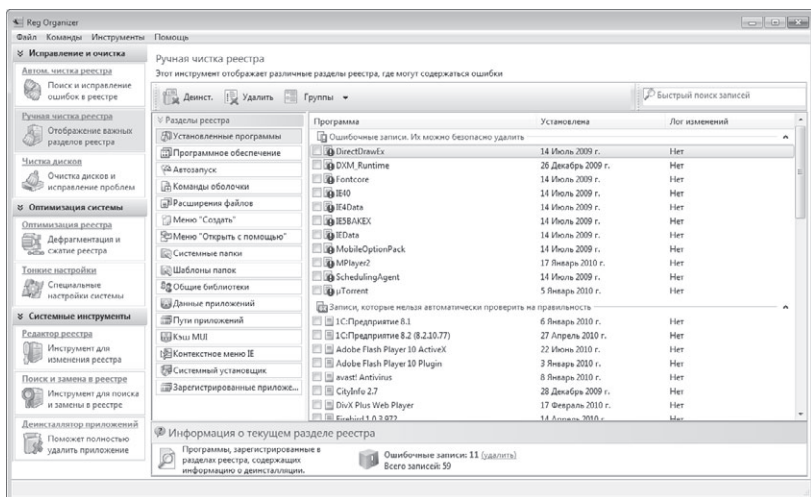 Reg Organizer
Файл Команды Инструменты Помощь
Исправление и очистка
Автом. чистка реестра
Поиск и исправление
ошибок в реестре
Ручная чистка реестра
Отображение важных
разделов реестра
Чистка дисков
Очистка дисков и
исправление проблем
Оптимизация системы
Оптимизация реестра
Дефрагментация и
сжатие реестра
Тонкие настройки
Специальные
настройки системы
Системные инструменты
Редактор реестра
Инструмент для
изменения реестра
Поиск и замена в реестре
Инструмент для поиска
и замены в реестре
Деинсталлятор приложений
Поможет полностью
удалить приложение
Ручная чистка реестра
Этот инструмент отображает различные разделы реестра, где могут содержаться ошибки
Деинст. Удалить Группы
Быстрый поиск записей
Разделы реестра
Установленные программы
Программное обеспечение
Автозапуск
Команды оболочки
Расширения файлов
Меню "Создать"
Меню "Открыть с помощью"
Системные папки
Шаблоны папок
Общие библиотеки
Данные приложений
Пути приложений
Кэш MUI
Контекстное меню IE
Системный установщик
Зарегистрированные приложе...
Программа Установлена Лог изменений
Ошибочные записи. Их можно безопасно удалить
DirectDrawEx 14 Июль 2009 г. Нет
DXM_Runtime 26 Декабрь 2009 г. Нет
Fontcore 14 Июль 2009 г. Нет
IE40 14 Июль 2009 г. Нет
IE4Data 14 Июль 2009 г. Нет
IE5BAKEX 14 Июль 2009 г. Нет
IEData 14 Июль 2009 г. Нет
MobileOptionPack 14 Июль 2009 г. Нет
MPlayer2 17 Январь 2010 г. Нет
SchedulingAgent 14 Июль 2009 г. Нет
µTorrent 5 Январь 2010 г. Нет
Записи, которые нельзя автоматически проверить на правильность
1С:Предприятие 8.1 6 Январь 2010 г. Нет
1С:Предприятие 8.2 (8.2.10.77) 27 Апрель 2010 г. Нет
Adobe Flash Player 10 ActiveX 22 Июнь 2010 г. Нет
Adobe Flash Player 10 Plugin 3 Январь 2010 г. Нет
avast! Antivirus 8 Январь 2010 г. Нет
CityInfo 2.7 28 Декабрь 2009 г. Нет
DivX Plus Web Player 17 Февраль 2010 г. Нет
Firebird 1.0.3.972 14 Апрель 2010 г. Нет
Информация о текущем разделе реестра
Программы, зарегистрированные в
разделах реестра, содержащих
информацию о деинсталляции.
Ошибочные записи: 11 (удалить)
Всего записей: 59